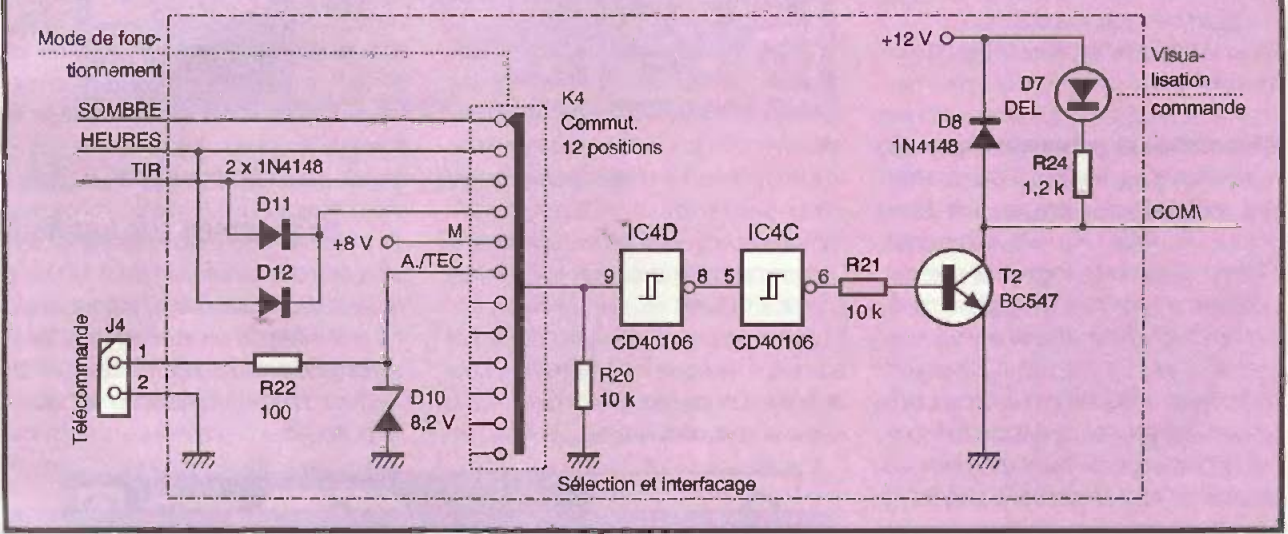 Mode de fonc-
tionnement
SOMBRE
HEURES
TIR
2 x 1N4148
D11
D12
+8 V
M
A./TEC
K4
Commut.
12 positions
Télécommande
J4
1
2
R22
100
D10
8,2 V
R20
10 k
IC4D
9
8
CD40106
IC4C
5
6
CD40106
R21
10 k
+12 V
D8
1N4148
D7
DEL
R24
1,2 k
T2
BC547
COM\
Visua-
lisation
commande
Sélection et interfacage